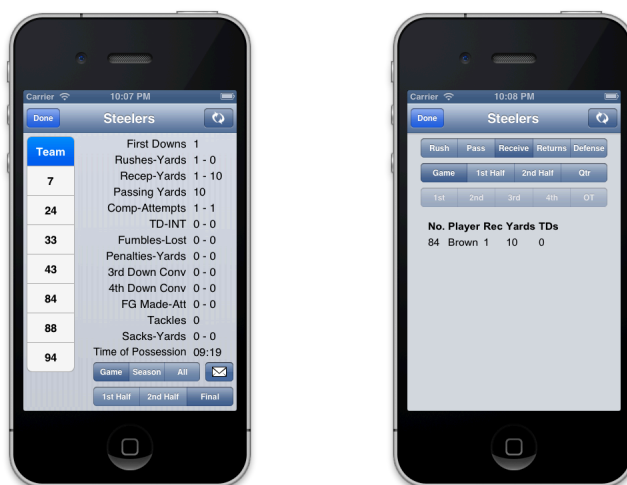 Carrier 10:07 PM
Done Steelers
Team
7
24
33
43
84
88
94
First Downs 1
Rushes-Yards 1 - 0
Recep-Yards 1 - 10
Passing Yards 10
Comp-Attempts 1 - 1
TD-INT 0 - 0
Fumbles-Lost 0 - 0
Penalties-Yards 0 - 0
3rd Down Conv 0 - 0
4th Down Conv 0 - 0
FG Made-Att 0 - 0
Tackles 0
Sacks-Yards 0 - 0
Time of Possession 09:19
Game Season All
1st Half 2nd Half Final
Carrier 10:08 PM
Done Steelers
Rush Pass Receive Returns Defense
Game 1st Half 2nd Half Qtr
1st 2nd 3rd 4th OT
No. Player Rec Yards TDs
84 Brown 1 10 0